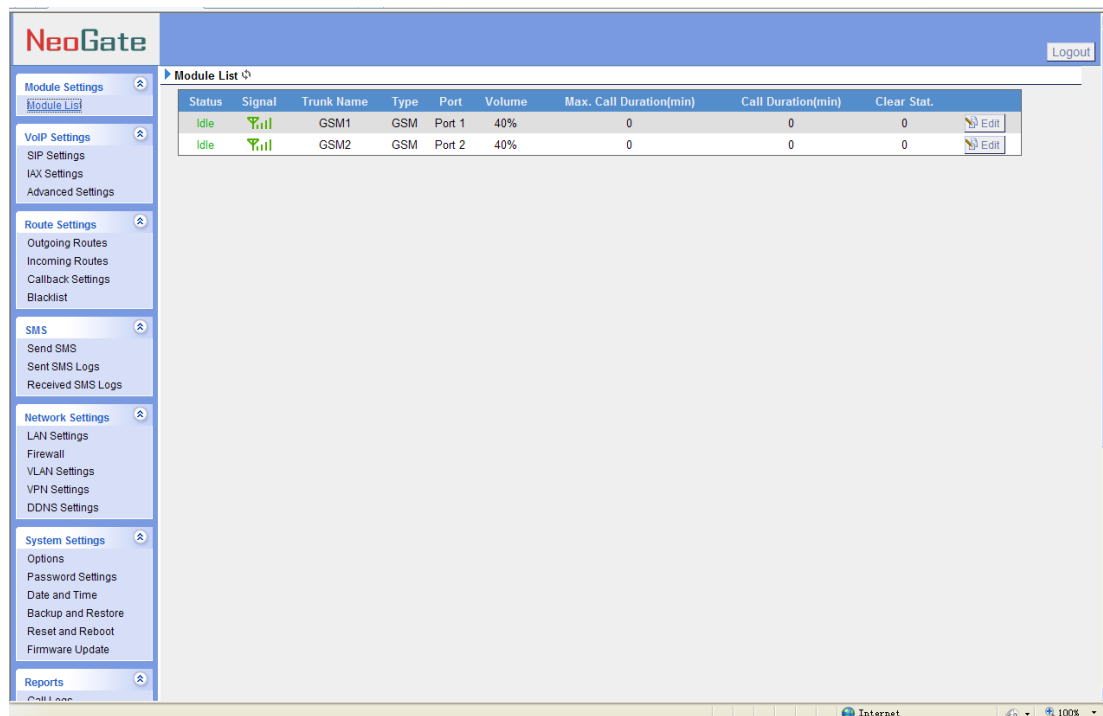 NeoGate
Logout
Module Settings
Module List
VoIP Settings
SIP Settings
IAX Settings
Advanced Settings
Route Settings
Outgoing Routes
Incoming Routes
Callback Settings
Blacklist
SMS
Send SMS
Sent SMS Logs
Received SMS Logs
Network Settings
LAN Settings
Firewall
VLAN Settings
VPN Settings
DDNS Settings
System Settings
Options
Password Settings
Date and Time
Backup and Restore
Reset and Reboot
Firmware Update
Reports
Call Logs
Module List
Status Signal Trunk Name Type Port Volume Max. Call Duration(min) Call Duration(min) Clear Stat.
Idle GSM1 GSM Port 1 40% 0 0 0 Edit
Idle GSM2 GSM Port 2 40% 0 0 0 Edit
Internet 100%